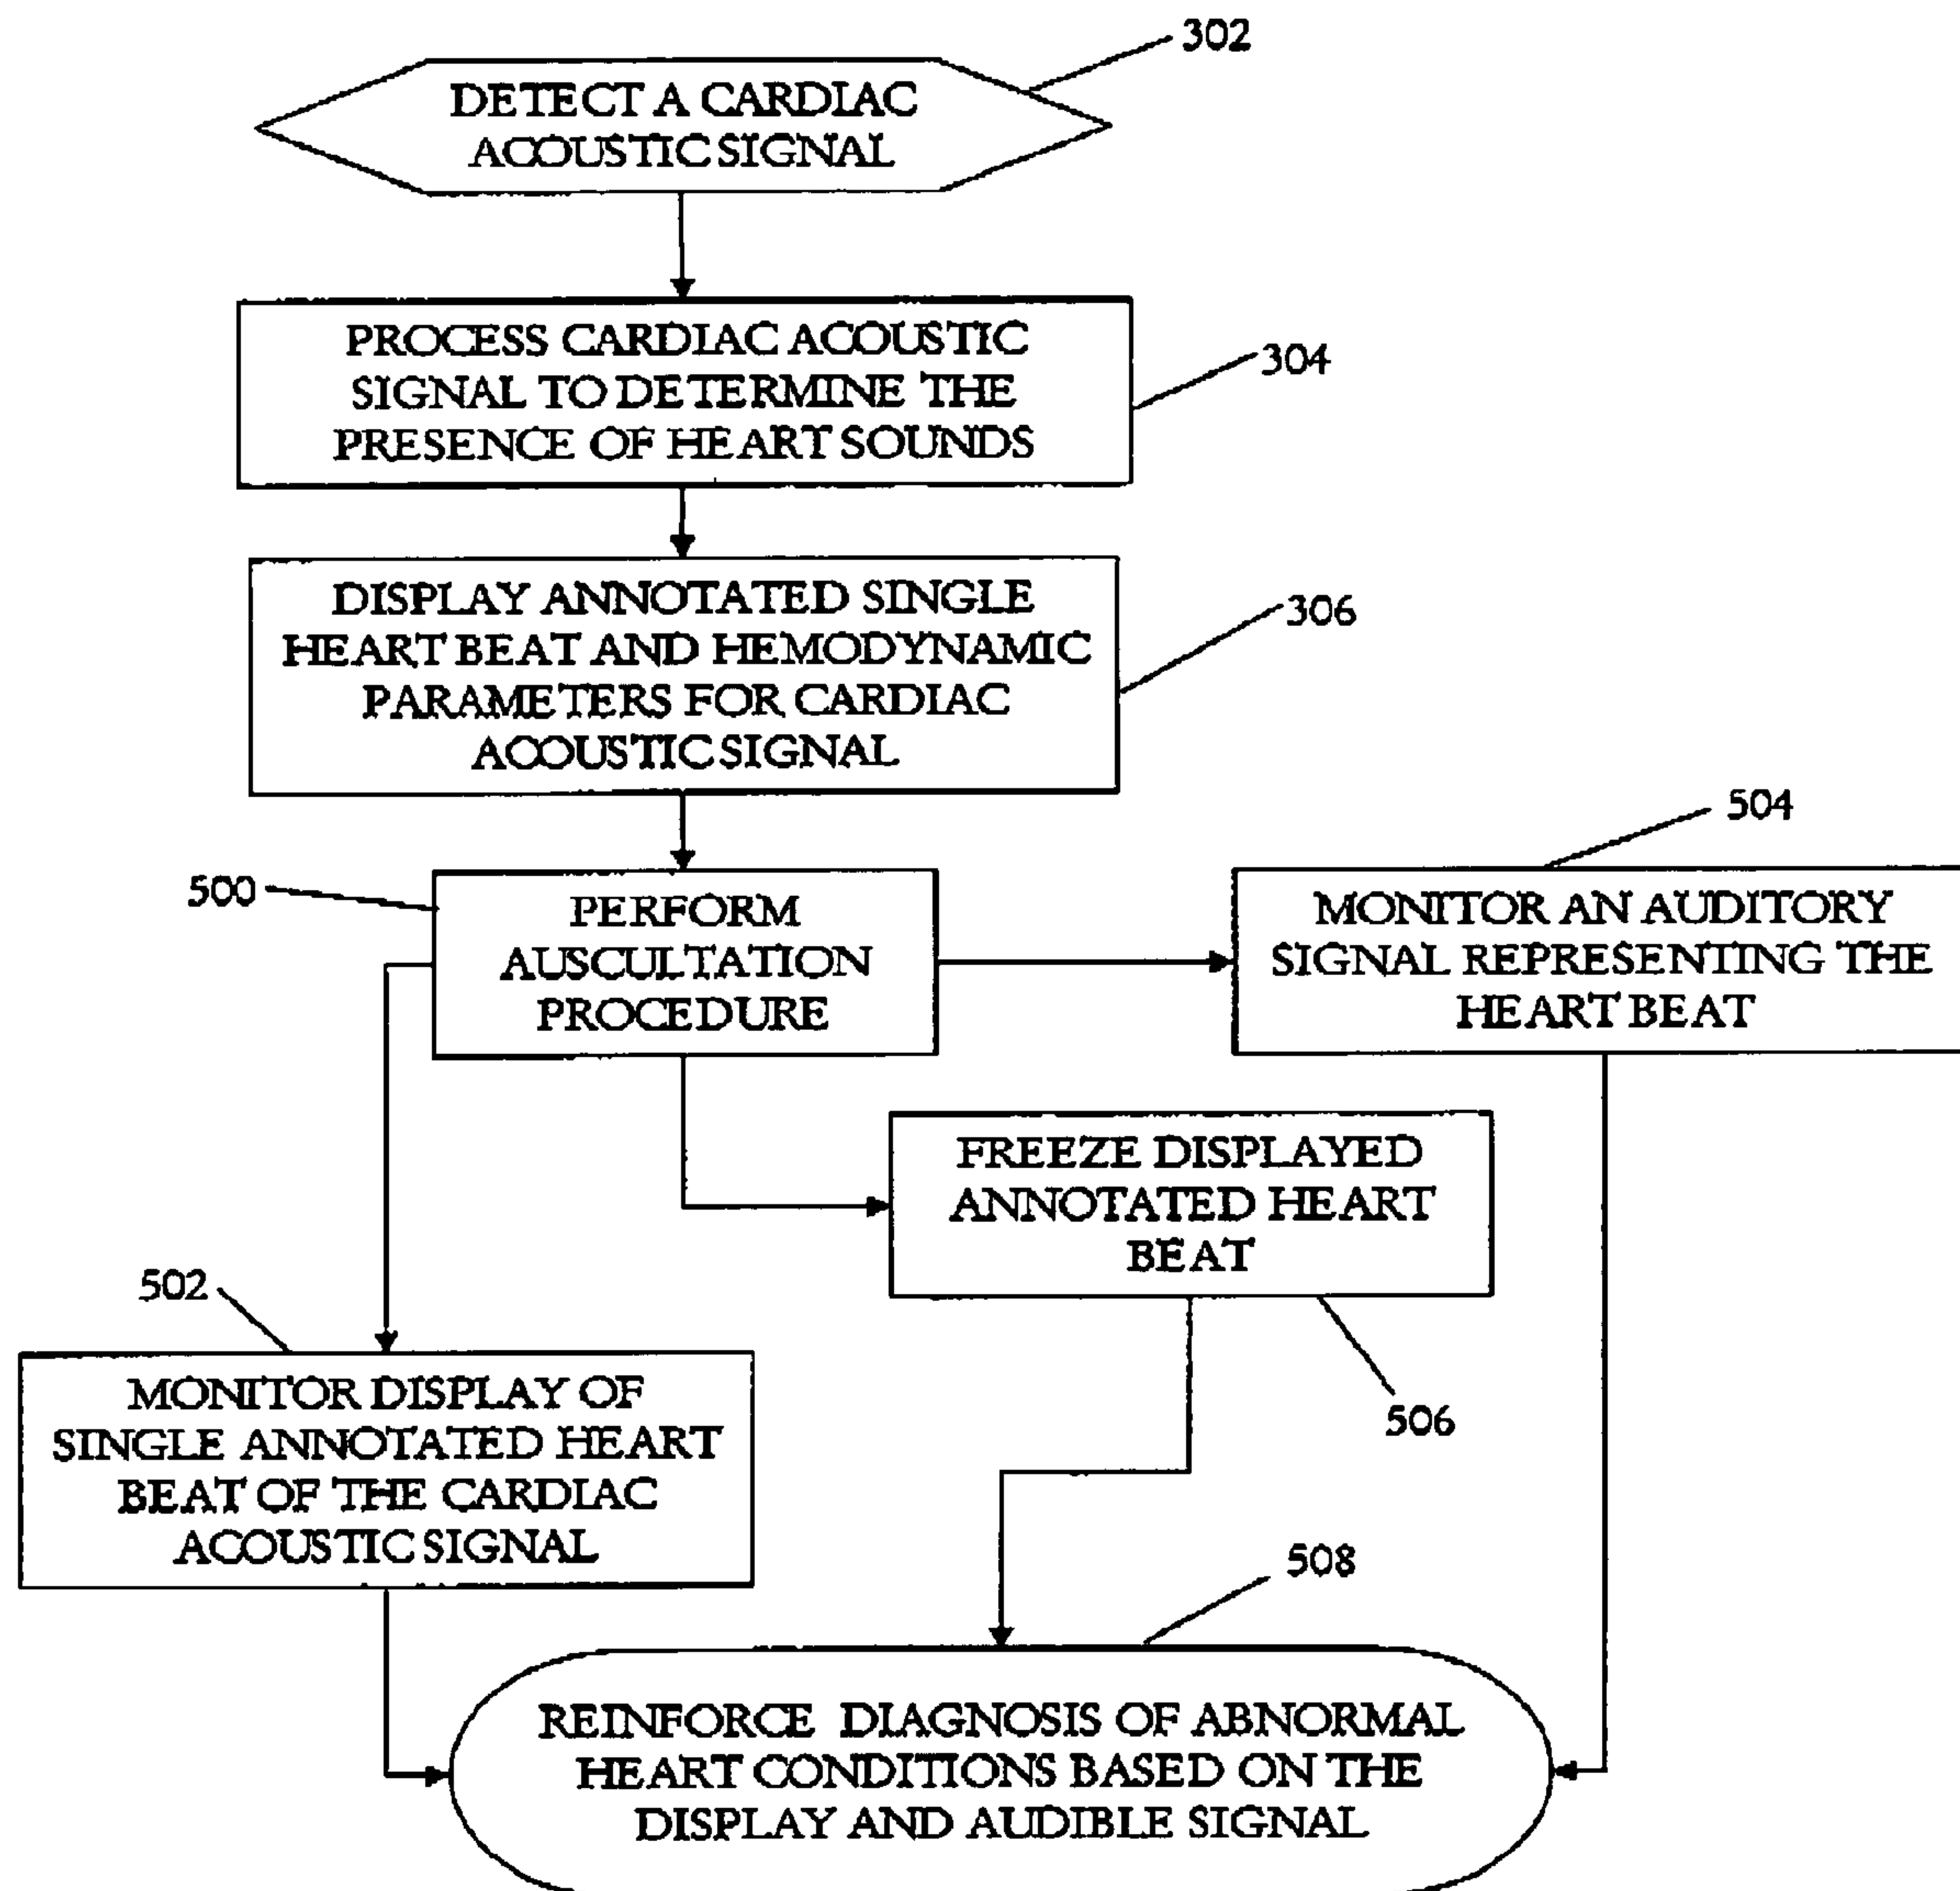 302
DETECT A CARDIAC
ACOUSTIC SIGNAL
PROCESS CARDIAC ACOUSTIC
SIGNAL TO DETERMINE THE
PRESENCE OF HEART SOUNDS
304
DISPLAY ANNOTATED SINGLE
HEART BEAT AND HEMODYNAMIC
PARAMETERS FOR CARDIAC
ACOUSTIC SIGNAL
306
500
PERFORM
AUSCULTATION
PROCEDURE
504
MONITOR AN AUDITORY
SIGNAL REPRESENTING THE
HEART BEAT
FREEZE DISPLAYED
ANNOTATED HEART
BEAT
506
502
MONITOR DISPLAY OF
SINGLE ANNOTATED HEART
BEAT OF THE CARDIAC
ACOUSTIC SIGNAL
508
REINFORCE DIAGNOSIS OF ABNORMAL
HEART CONDITIONS BASED ON THE
DISPLAY AND AUDIBLE SIGNAL